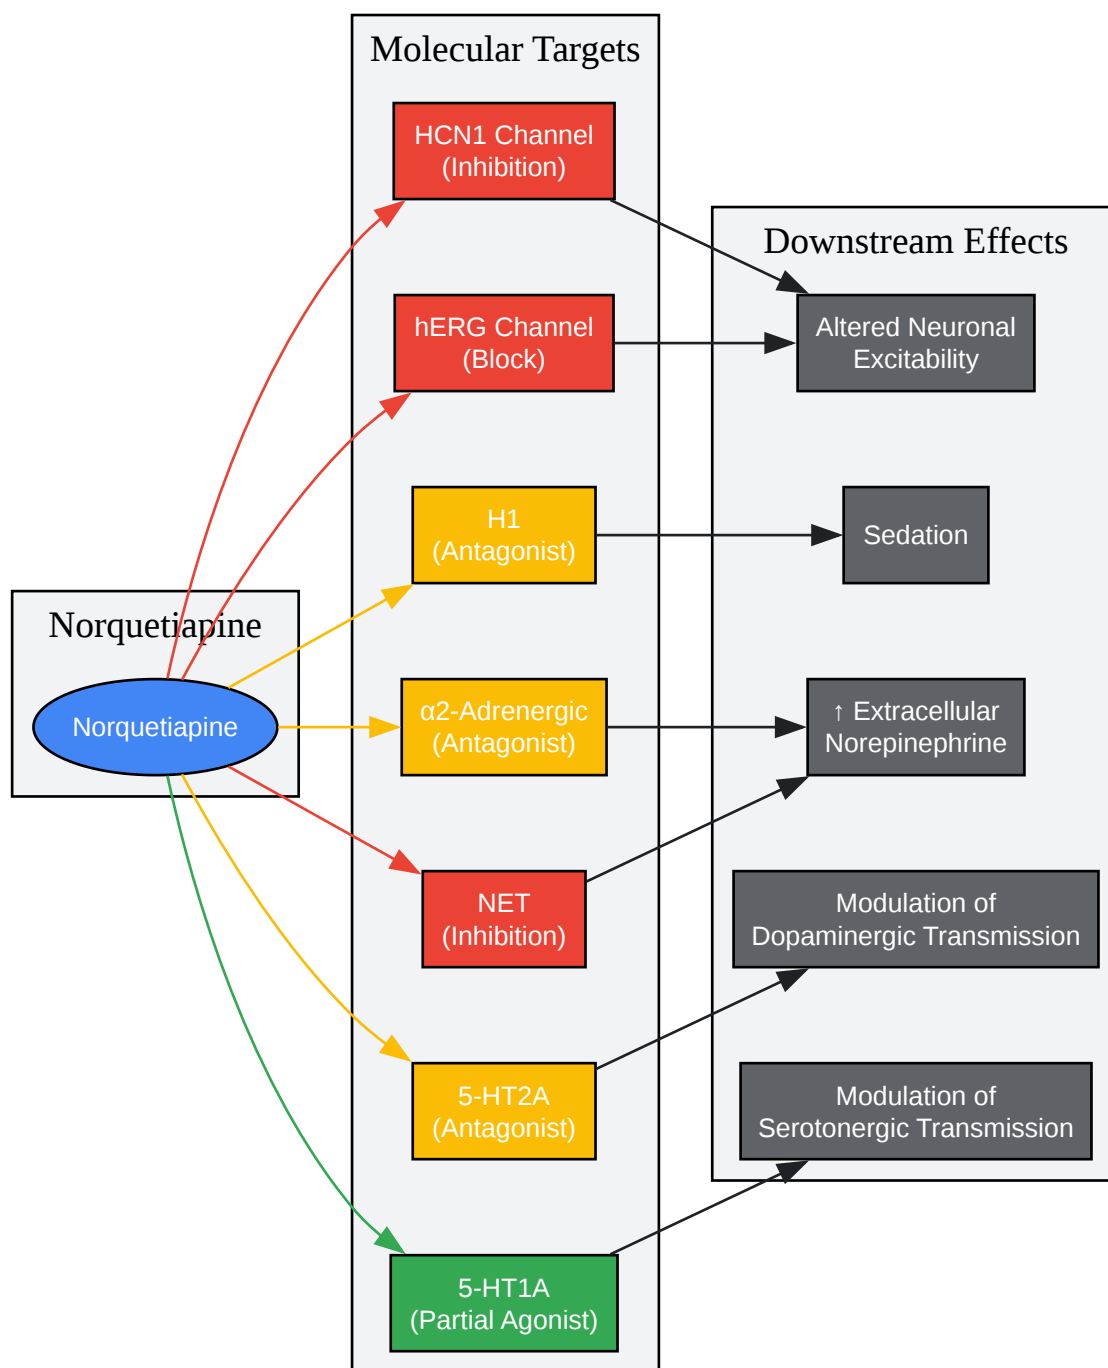 Molecular Targets
HCN1 Channel
(Inhibition)
Downstream Effects
hERG Channel
(Block)
Altered Neuronal
Excitability
H1
(Antagonist)
Sedation
Norquetiapine
Norquetiapine
α2-Adrenergic
(Antagonist)
↑ Extracellular
Norepinephrine
NET
(Inhibition)
Modulation of
Dopaminergic Transmission
5-HT2A
(Antagonist)
Modulation of
Serotonergic Transmission
5-HT1A
(Partial Agonist)